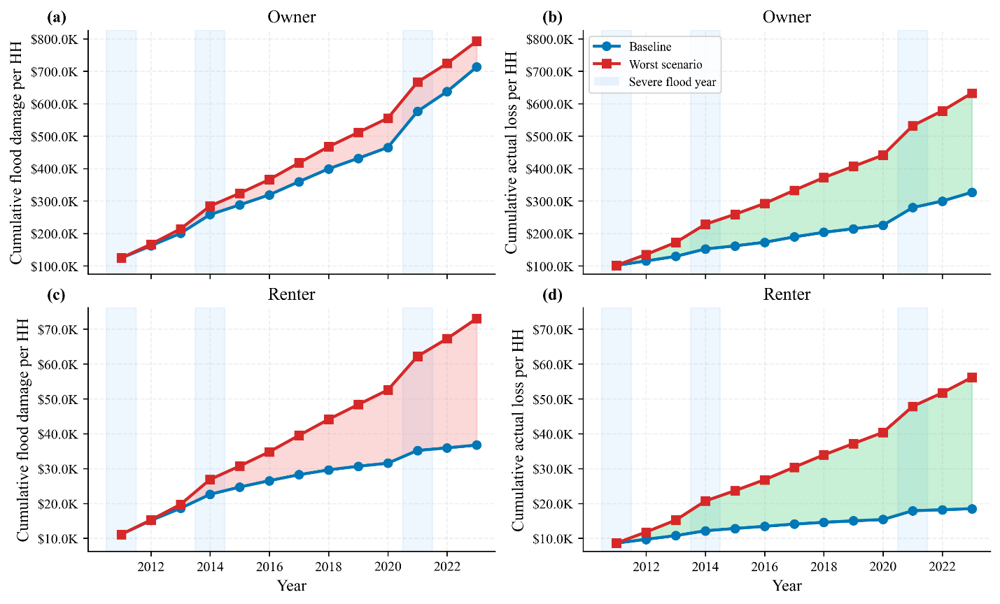 (a)
Owner
Cumulative flood damage per HH
$800.0K
$700.0K
$600.0K
$500.0K
$400.0K
$300.0K
$200.0K
$100.0K
(b)
Owner
Cumulative actual loss per HH
$800.0K
$700.0K
$600.0K
$500.0K
$400.0K
$300.0K
$200.0K
$100.0K
Baseline
Worst scenario
Severe flood year
(c)
Renter
Cumulative flood damage per HH
$70.0K
$60.0K
$50.0K
$40.0K
$30.0K
$20.0K
$10.0K
2012 2014 2016 2018 2020 2022
Year
(d)
Renter
Cumulative actual loss per HH
$70.0K
$60.0K
$50.0K
$40.0K
$30.0K
$20.0K
$10.0K
2012 2014 2016 2018 2020 2022
Year